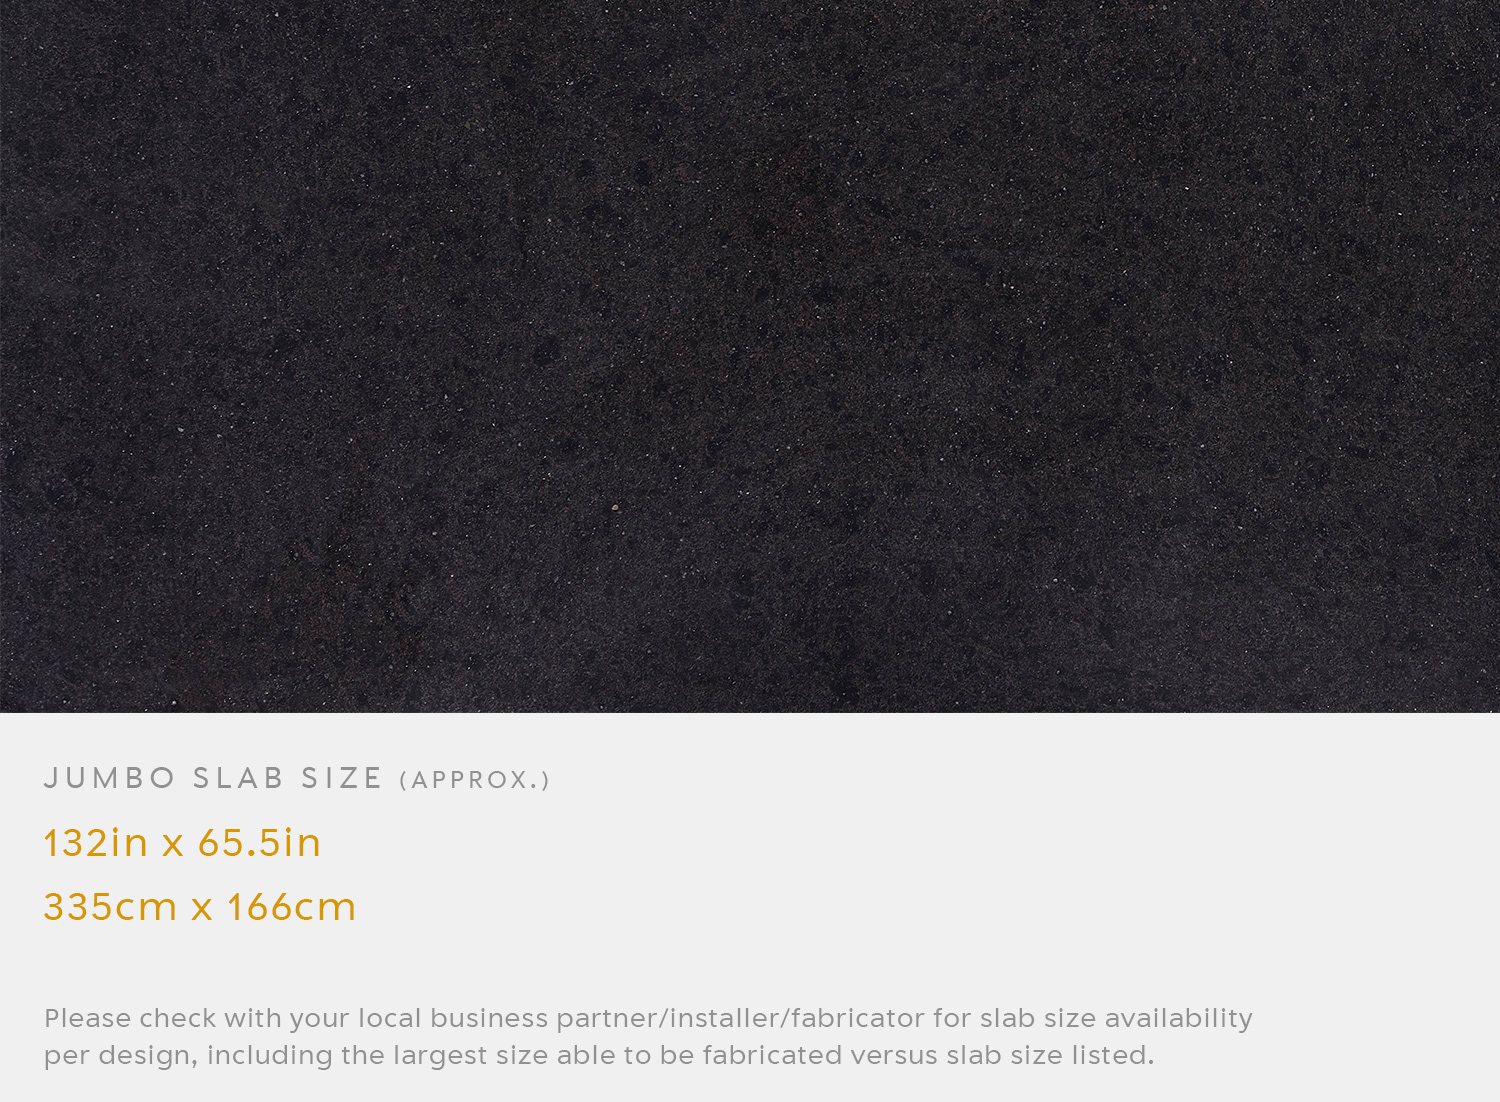 JUMBO SLAB SIZE (APPROX.)
132in x 65.5in
335cm x 166cm
Please check with your local business partner/installer/fabricator for slab size availability
per design, including the largest size able to be fabricated versus slab size listed.